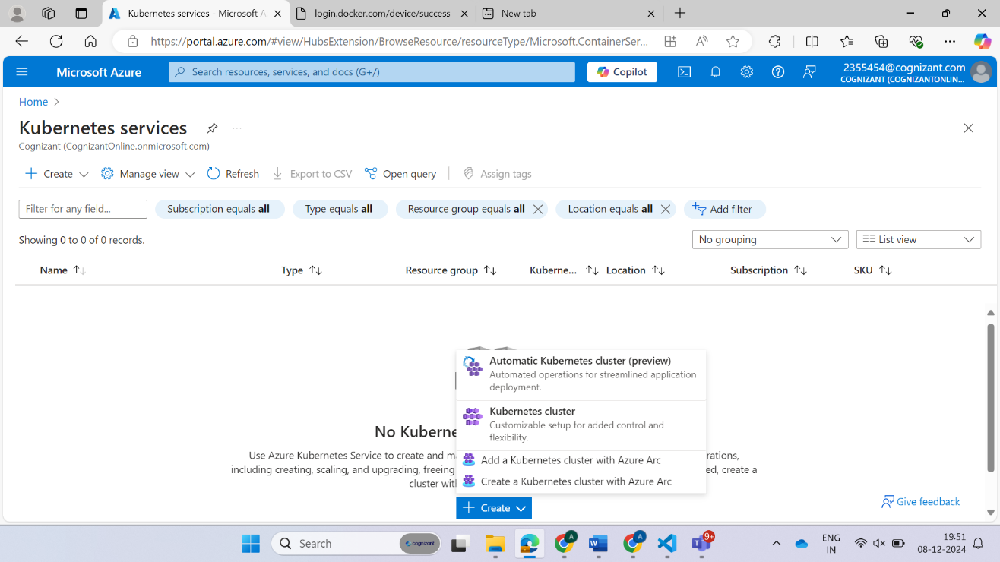 Kubernetes services - Microsoft A
login.docker.com/device/success
New tab
https://portal.azure.com/#view/HubsExtension/BrowseResource/resourceType/Microsoft.ContainerSer...
Microsoft Azure
Search resources, services, and docs (G+/)
Copilot
2355454@cognizant.com
COGNIZANT (COGNIZANTONLIN...
Home
Kubernetes services
Cognizant (CognizantOnline.onmicrosoft.com)
Create
Manage view
Refresh
Export to CSV
Open query
Assign tags
Filter for any field...
Subscription equals all
Type equals all
Resource group equals all
Location equals all
Add filter
Showing 0 to 0 of 0 records.
No grouping
List view
Name
Type
Resource group
Kuberne...
Location
Subscription
SKU
Automatic Kubernetes cluster (preview)
Automated operations for streamlined application
deployment.
Kubernetes cluster
Customizable setup for added control and
flexibility.
Add a Kubernetes cluster with Azure Arc
Create a Kubernetes cluster with Azure Arc
No Kuberne
Use Azure Kubernetes Service to create and m rations,
including creating, scaling, and upgrading, freeing ed, create a
cluster with
Create
Give feedback
Search
cognizant
A
A
9+
ENG
IN
19:51
08-12-2024